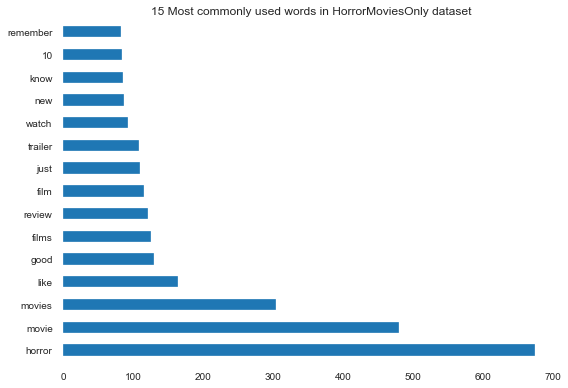 15 Most commonly used words in HorrorMoviesOnly dataset
remember
10
know
new
watch
trailer
just
film
review
films
good
like
movies
movie
horror
0 100 200 300 400 500 600 700